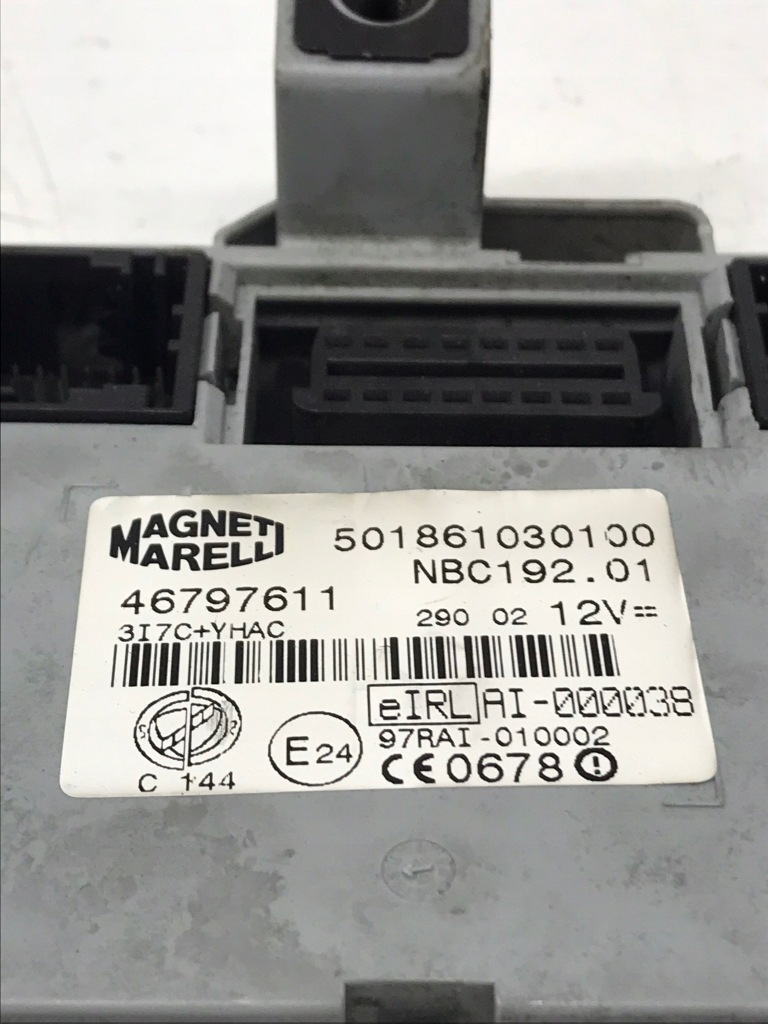 MAGNETI MARELLI
501861030100
NBC192.01
46797611
290 02 12V
3I7C+YHAC
eIRL AI-000038
97RAI-010002
E24
CE0678
C 144
1